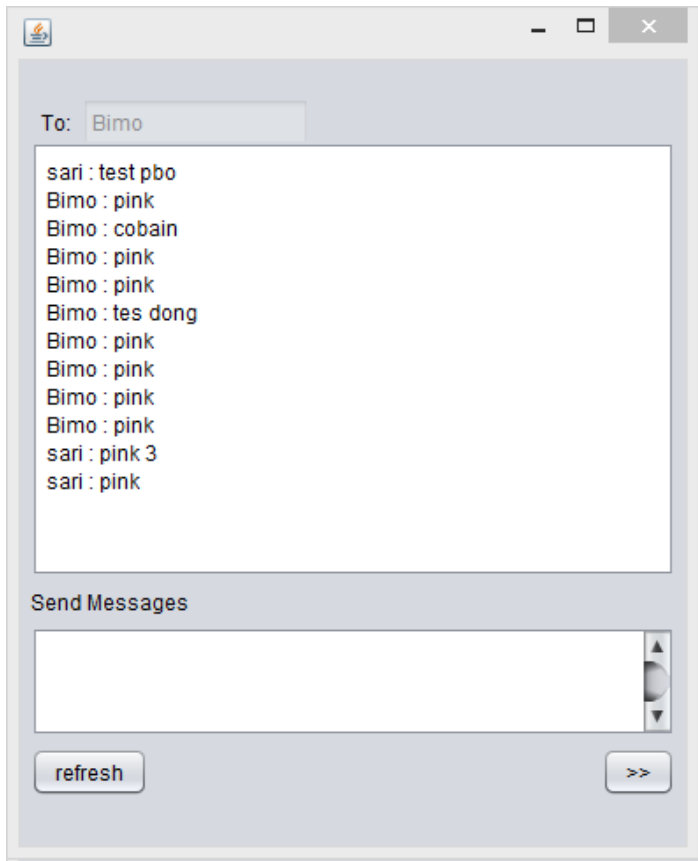 To: Bimo
sari : test pbo
Bimo : pink
Bimo : cobain
Bimo : pink
Bimo : pink
Bimo : tes dong
Bimo : pink
Bimo : pink
Bimo : pink
Bimo : pink
sari : pink 3
sari : pink
Send Messages
refresh >>